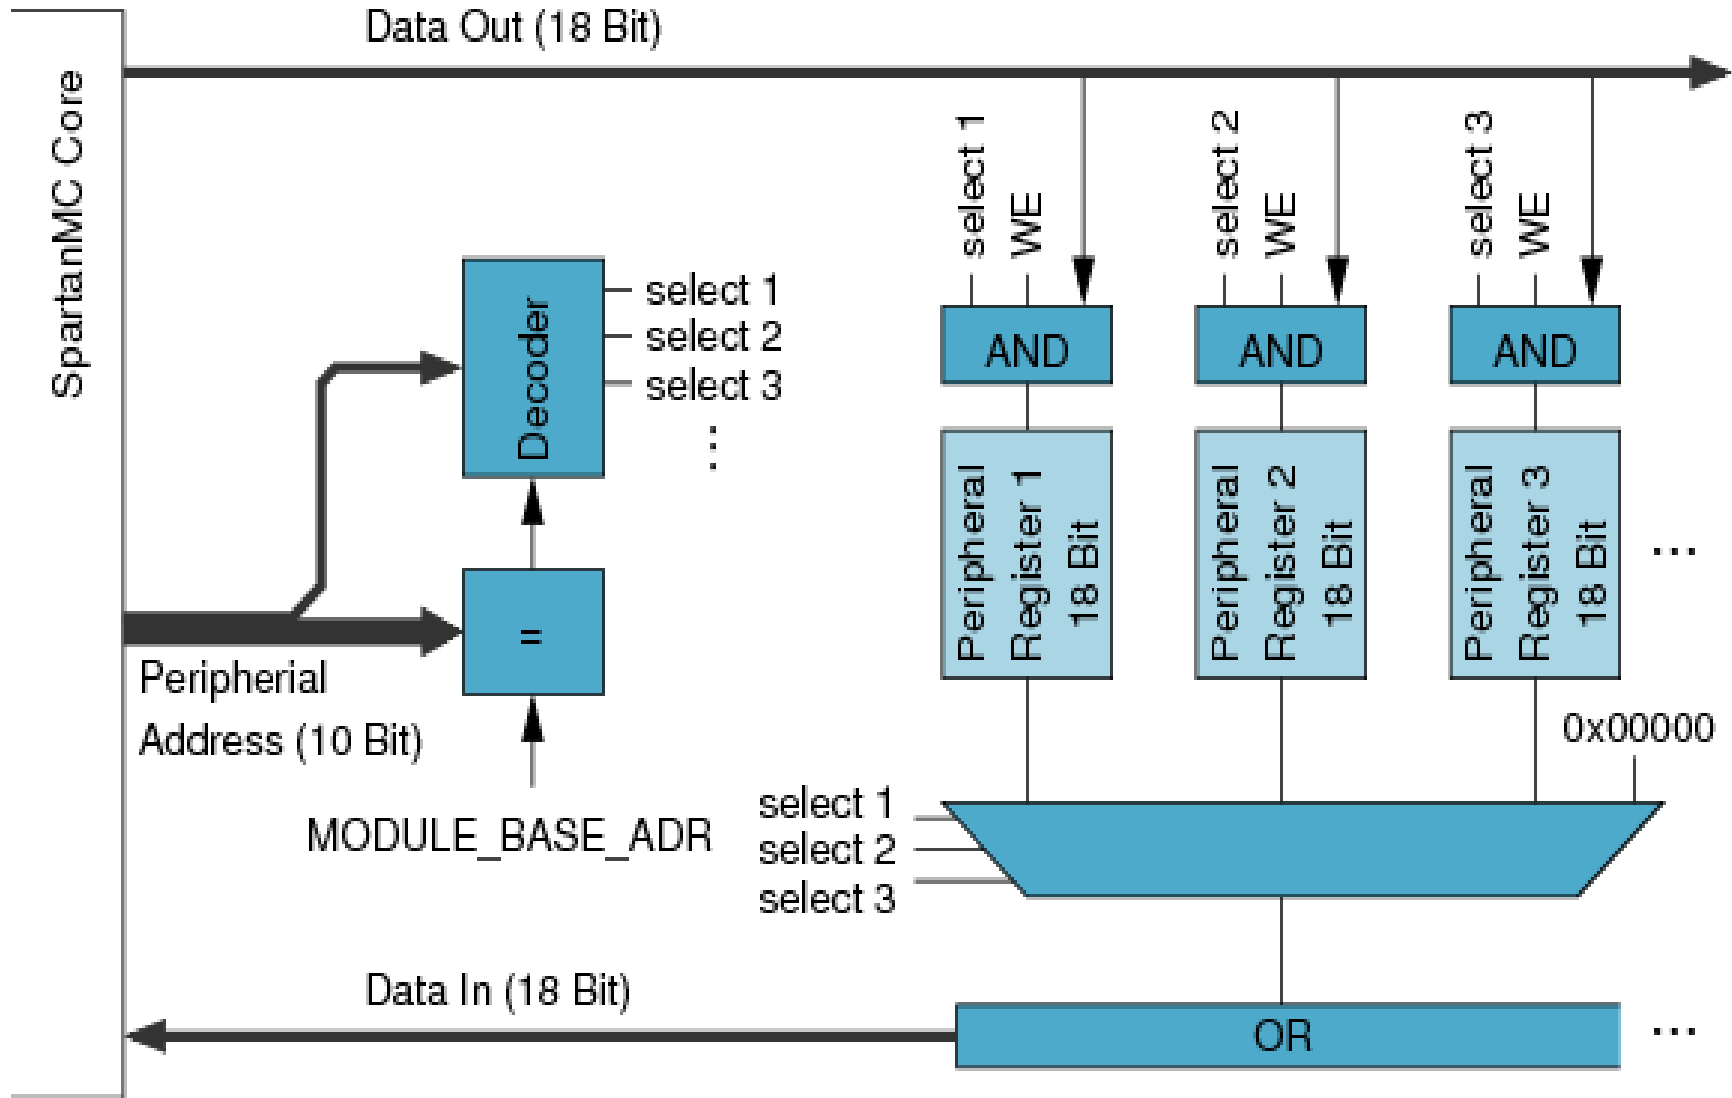 Data Out (18 Bit)
SpartanMC Core
select 1
WE
select 2
WE
select 3
WE
Decoder
select 1
select 2
select 3
⋮
AND
AND
AND
Peripheral
Register 1
18 Bit
Peripheral
Register 2
18 Bit
Peripheral
Register 3
18 Bit
...
=
Peripherial
Address (10 Bit)
MODULE_BASE_ADR
0x00000
select 1
select 2
select 3
Data In (18 Bit)
OR
...